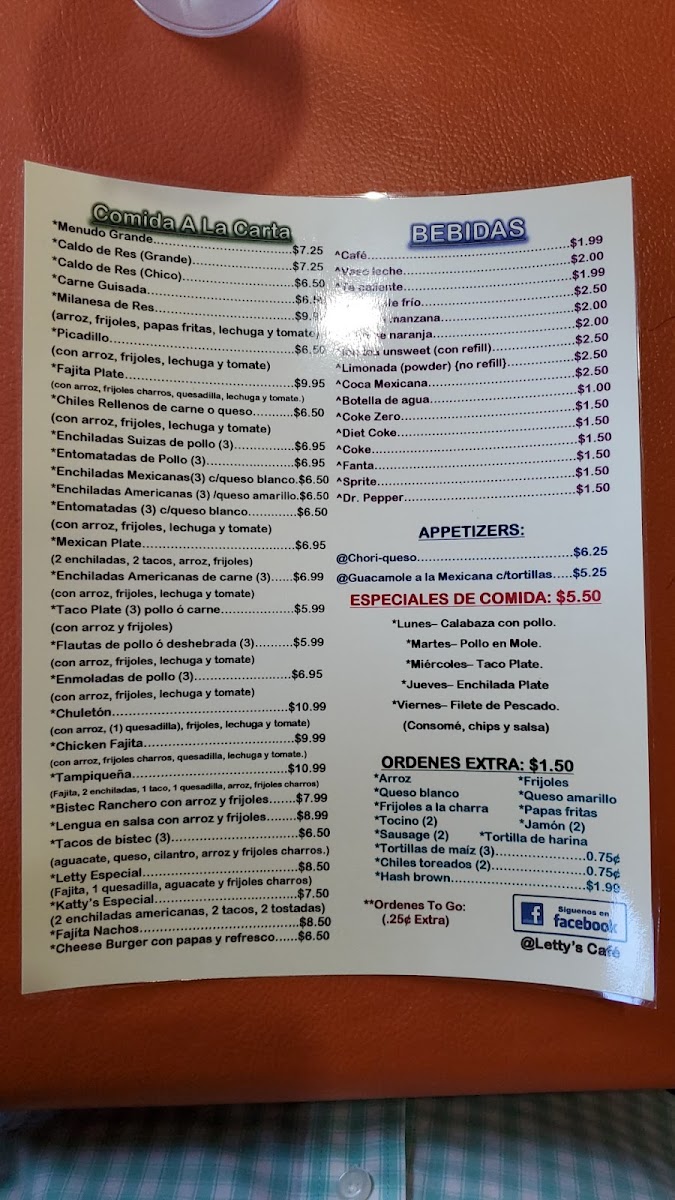 Comida A La Carta
*Menudo Grande.....$7.25
*Caldo de Res (Grande).....$7.25
*Caldo de Res (Chico).....$6.50
*Carne Guisada.....$6.
*Milanesa de Res.....$9.
(arroz, frijoles, papas fritas, lechuga y tomate)
*Picadillo.....$6.50
(con arroz, frijoles, lechuga y tomate)
*Fajita Plate.....$9.95
(con arroz, frijoles charros, quesadilla, lechuga y tomate.)
*Chiles Rellenos de carne o queso.....$6.50
(con arroz, frijoles, lechuga y tomate)
*Enchiladas Suizas de pollo (3).....$6.95
*Entomatadas de Pollo (3).....$6.95
*Enchiladas Mexicanas(3) c/queso blanco.$6.50
*Enchiladas Americanas (3) /queso amarillo.$6.50
*Entomatadas (3) c/queso blanco.....$6.50
(con arroz, frijoles, lechuga y tomate)
*Mexican Plate.....$6.95
(2 enchiladas, 2 tacos, arroz, frijoles)
*Enchiladas Americanas de carne (3).....$6.99
(con arroz, frijoles, lechuga y tomate)
*Taco Plate (3) pollo ó carne.....$5.99
(con arroz y frijoles)
*Flautas de pollo ó deshebrada (3).....$5.99
(con arroz, frijoles, lechuga y tomate)
*Enmoladas de pollo (3).....$6.95
(con arroz, frijoles, lechuga y tomate)
*Chuletón.....$10.99
(con arroz, (1) quesadilla), frijoles, lechuga y tomate)
*Chicken Fajita.....$9.99
(con arroz, frijoles charros, quesadilla, lechuga y tomate.)
*Tampiqueña.....$10.99
(Fajita, 2 enchiladas, 1 taco, 1 quesadilla, arroz, frijoles charros)
*Bistec Ranchero con arroz y frijoles.....$7.99
*Lengua en salsa con arroz y frijoles.....$8.99
*Tacos de bistec (3).....$6.50
(aguacate, queso, cilantro, arroz y frijoles charros.)
*Letty Especial.....$8.50
(Fajita, 1 quesadilla, aguacate y frijoles charros)
*Katty's Especial.....$7.50
(2 enchiladas americanas, 2 tacos, 2 tostadas)
*Fajita Nachos.....$8.50
*Cheese Burger con papas y refresco.....$6.50
BEBIDAS
^Café.....$1.99
^Vaso leche.....$2.00
caliente.....$1.99
frío.....$2.50
manzana.....$2.00
naranja.....$2.00
unsweet (con refill).....$2.50
^Limonada (powder) {no refill}.....$2.50
^Coca Mexicana.....$2.50
^Botella de agua.....$1.00
^Coke Zero.....$1.50
^Diet Coke.....$1.50
^Coke.....$1.50
^Fanta.....$1.50
^Sprite.....$1.50
^Dr. Pepper.....$1.50
APPETIZERS:
@Chori-queso.....$6.25
@Guacamole a la Mexicana c/tortillas.....$5.25
ESPECIALES DE COMIDA: $5.50
*Lunes– Calabaza con pollo.
*Martes– Pollo en Mole.
*Miércoles– Taco Plate.
*Jueves– Enchilada Plate
*Viernes– Filete de Pescado.
(Consomé, chips y salsa)
ORDENES EXTRA: $1.50
*Arroz *Frijoles
*Queso blanco *Queso amarillo
*Frijoles a la charra *Papas fritas
*Tocino (2) *Jamón (2)
*Sausage (2) *Tortilla de harina
*Tortillas de maíz (3).....0.75¢
*Chiles toreados (2).....0.75¢
*Hash brown.....$1.99
**Ordenes To Go:
(.25¢ Extra)
f Siguenos en
facebook
@Letty's Café